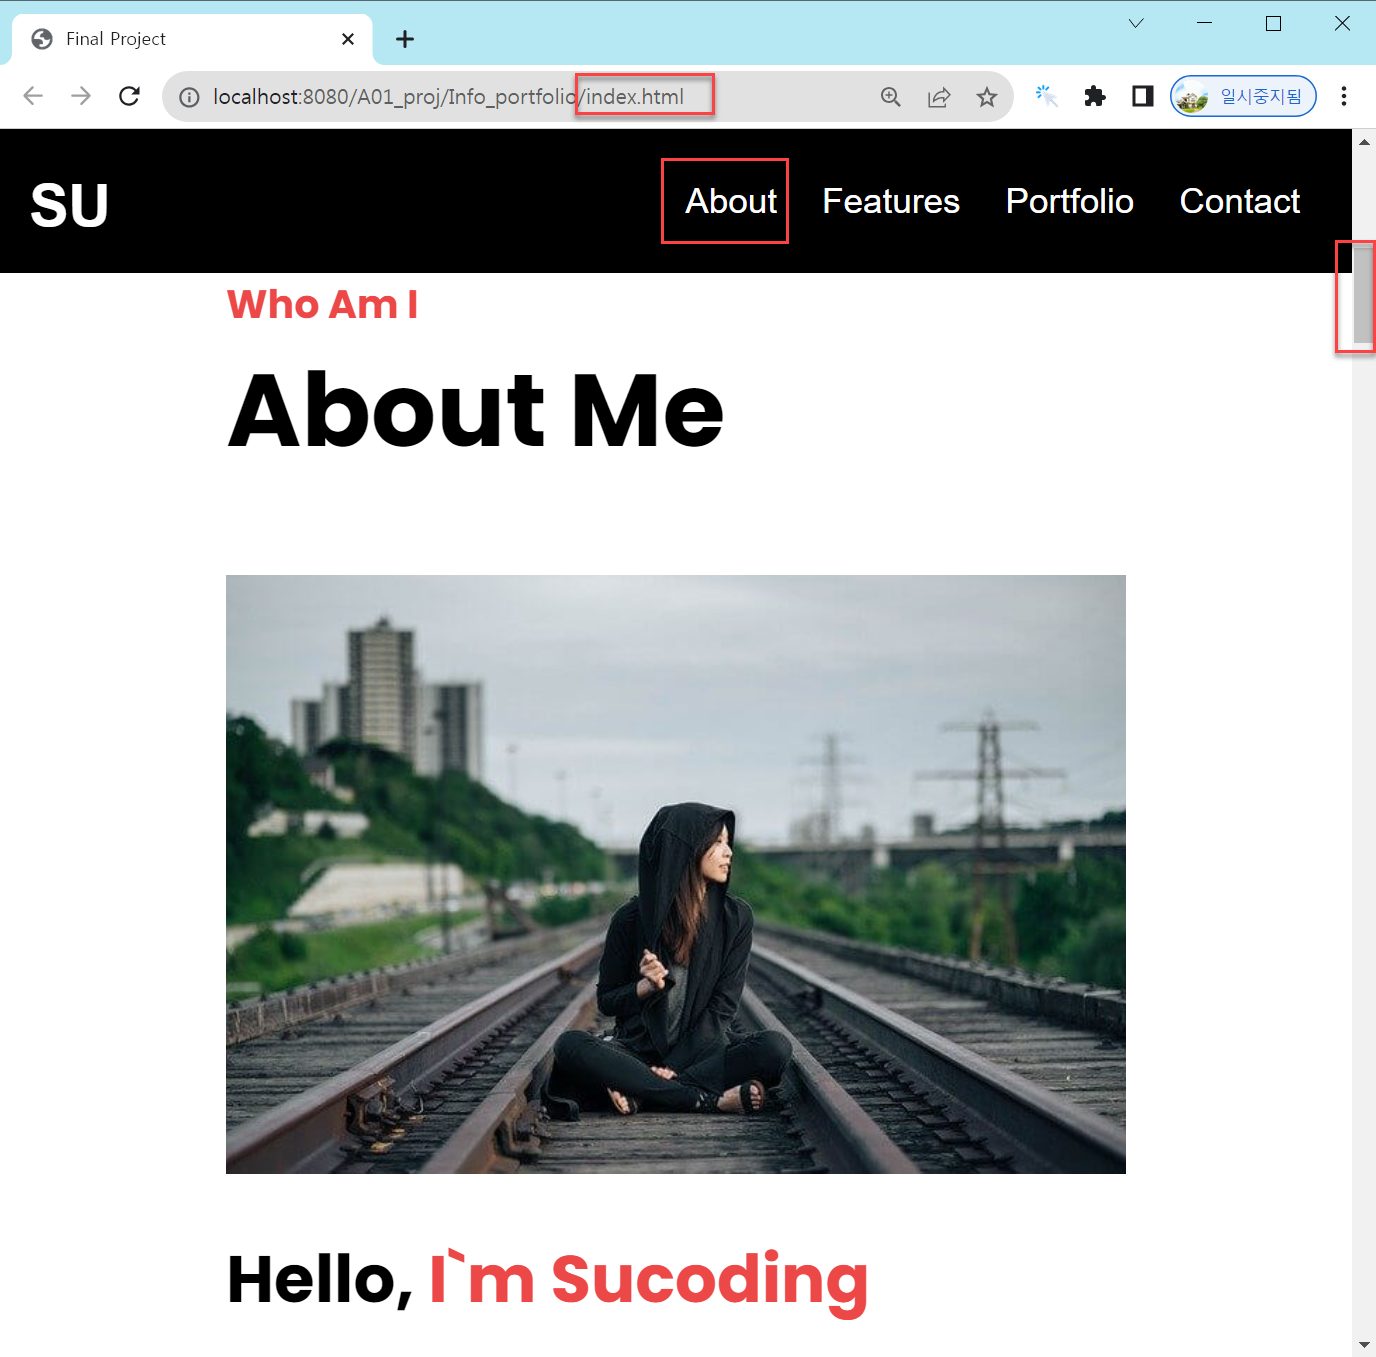 Final Project
localhost:8080/A01_proj/Info_portfolio/index.html
일시중지됨
SU
About
Features
Portfolio
Contact
Who Am I
About Me
Hello, I`m Sucoding